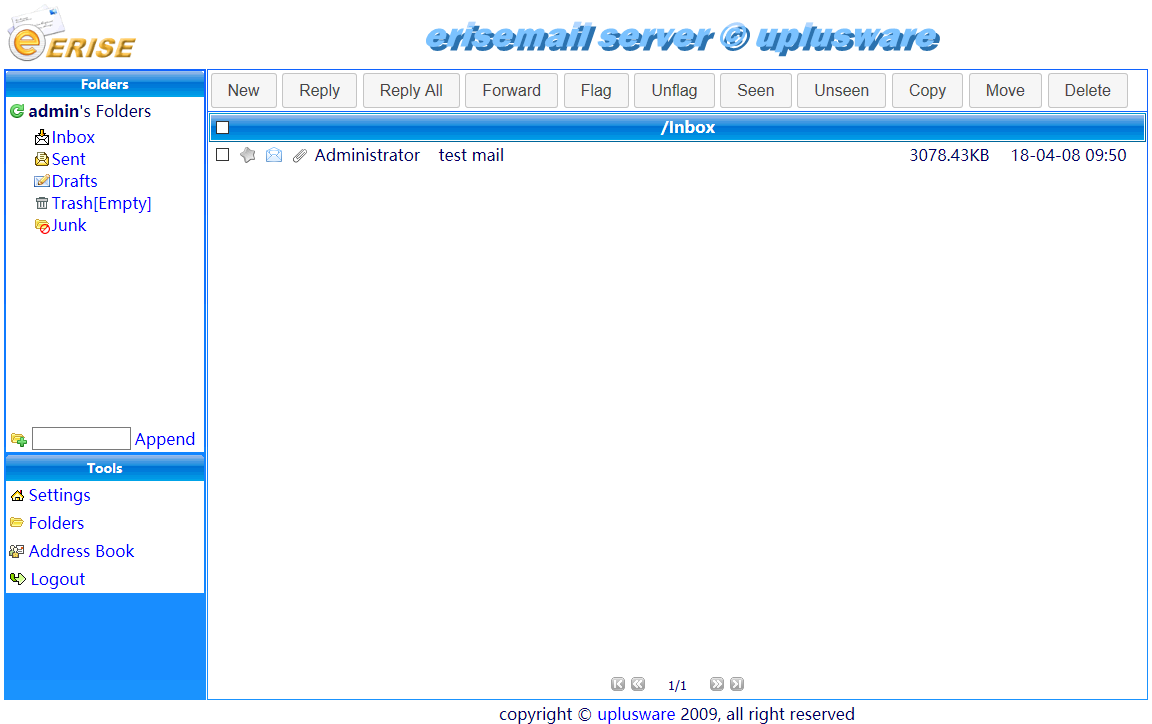 ERISE
erisemail server © uplusware
Folders
admin's Folders
Inbox
Sent
Drafts
Trash[Empty]
Junk
Append
Tools
Settings
Folders
Address Book
Logout
New Reply Reply All Forward Flag Unflag Seen Unseen Copy Move Delete
/Inbox
Administrator test mail 3078.43KB 18-04-08 09:50
1/1
copyright © uplusware 2009, all right reserved